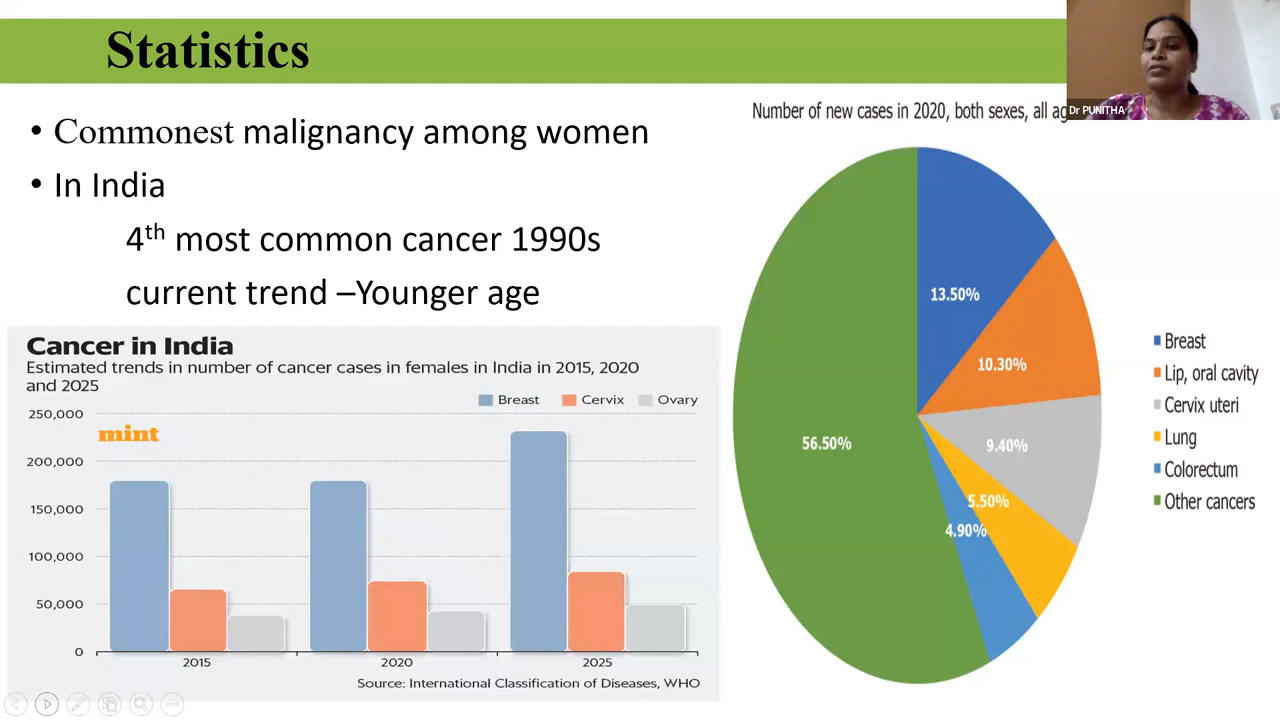 Statistics
• Commonest malignancy among women
• In India
4th most common cancer 1990s
current trend –Younger age
Cancer in India
Estimated trends in number of cancer cases in females in India in 2015, 2020
and 2025
Breast Cervix Ovary
250,000
mint
200,000
150,000
100,000
50,000
0
2015 2020 2025
Source: International Classification of Diseases, WHO
Number of new cases in 2020, both sexes, all
Dr PUNITHA
13.50%
10.30%
9.40%
5.50%
4.90%
56.50%
Breast
Lip, oral cavity
Cervix uteri
Lung
Colorectum
Other cancers